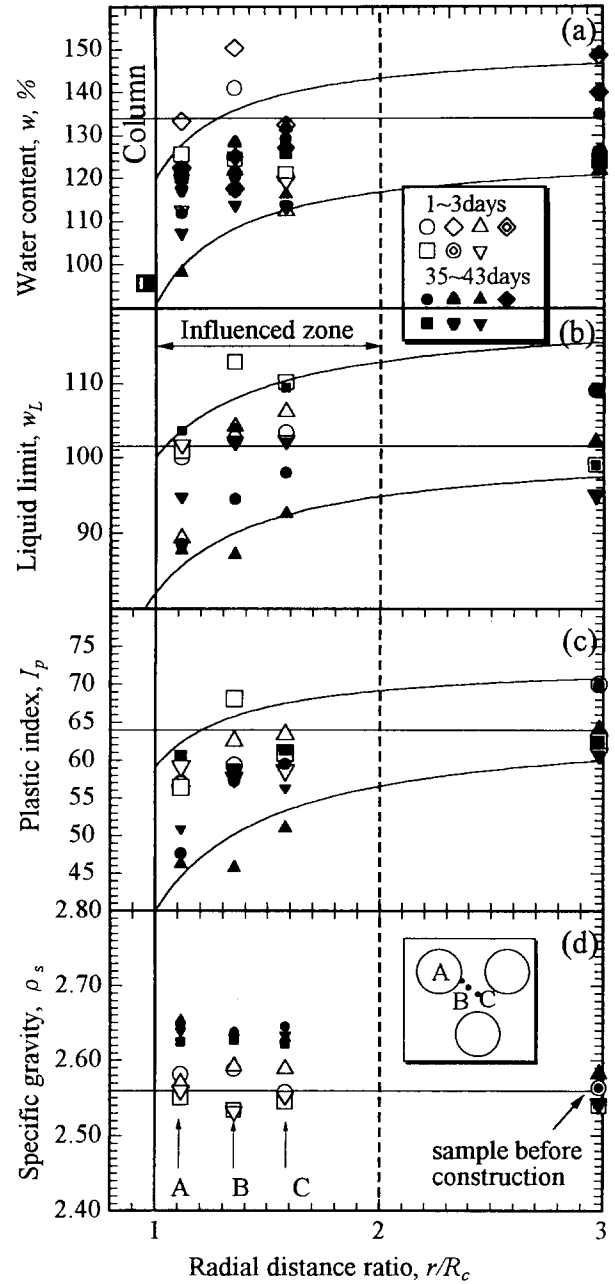 (a)
150
140
130
120
110
100
Water content, w, %
Column
1~3days
35~43days
Influenced zone
(b)
110
100
90
Liquid limit, w_L
(c)
75
70
65
60
55
50
45
Plastic index, I_p
2.80
(d)
2.70
2.60
2.50
2.40
Specific gravity, ρ_s
A
B
C
sample before
construction
A
B
C
1
2
3
Radial distance ratio, r/R_c